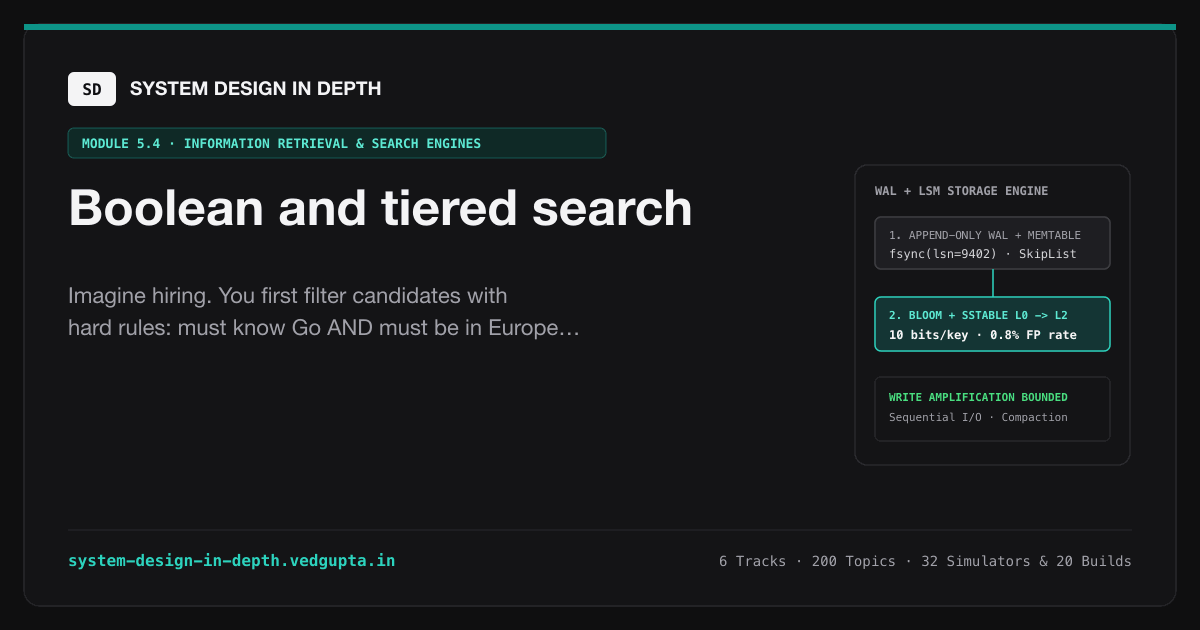 SD
SYSTEM DESIGN IN DEPTH
MODULE 5.4 · INFORMATION RETRIEVAL & SEARCH ENGINES
Boolean and tiered search
Imagine hiring. You first filter candidates with
hard rules: must know Go AND must be in Europe…
WAL + LSM STORAGE ENGINE
1. APPEND-ONLY WAL + MEMTABLE
fsync(lsn=9402) · SkipList
2. BLOOM + SSTABLE L0 -> L2
10 bits/key · 0.8% FP rate
WRITE AMPLIFICATION BOUNDED
Sequential I/O · Compaction
system-design-in-depth.vedgupta.in
6 Tracks · 200 Topics · 32 Simulators & 20 Builds